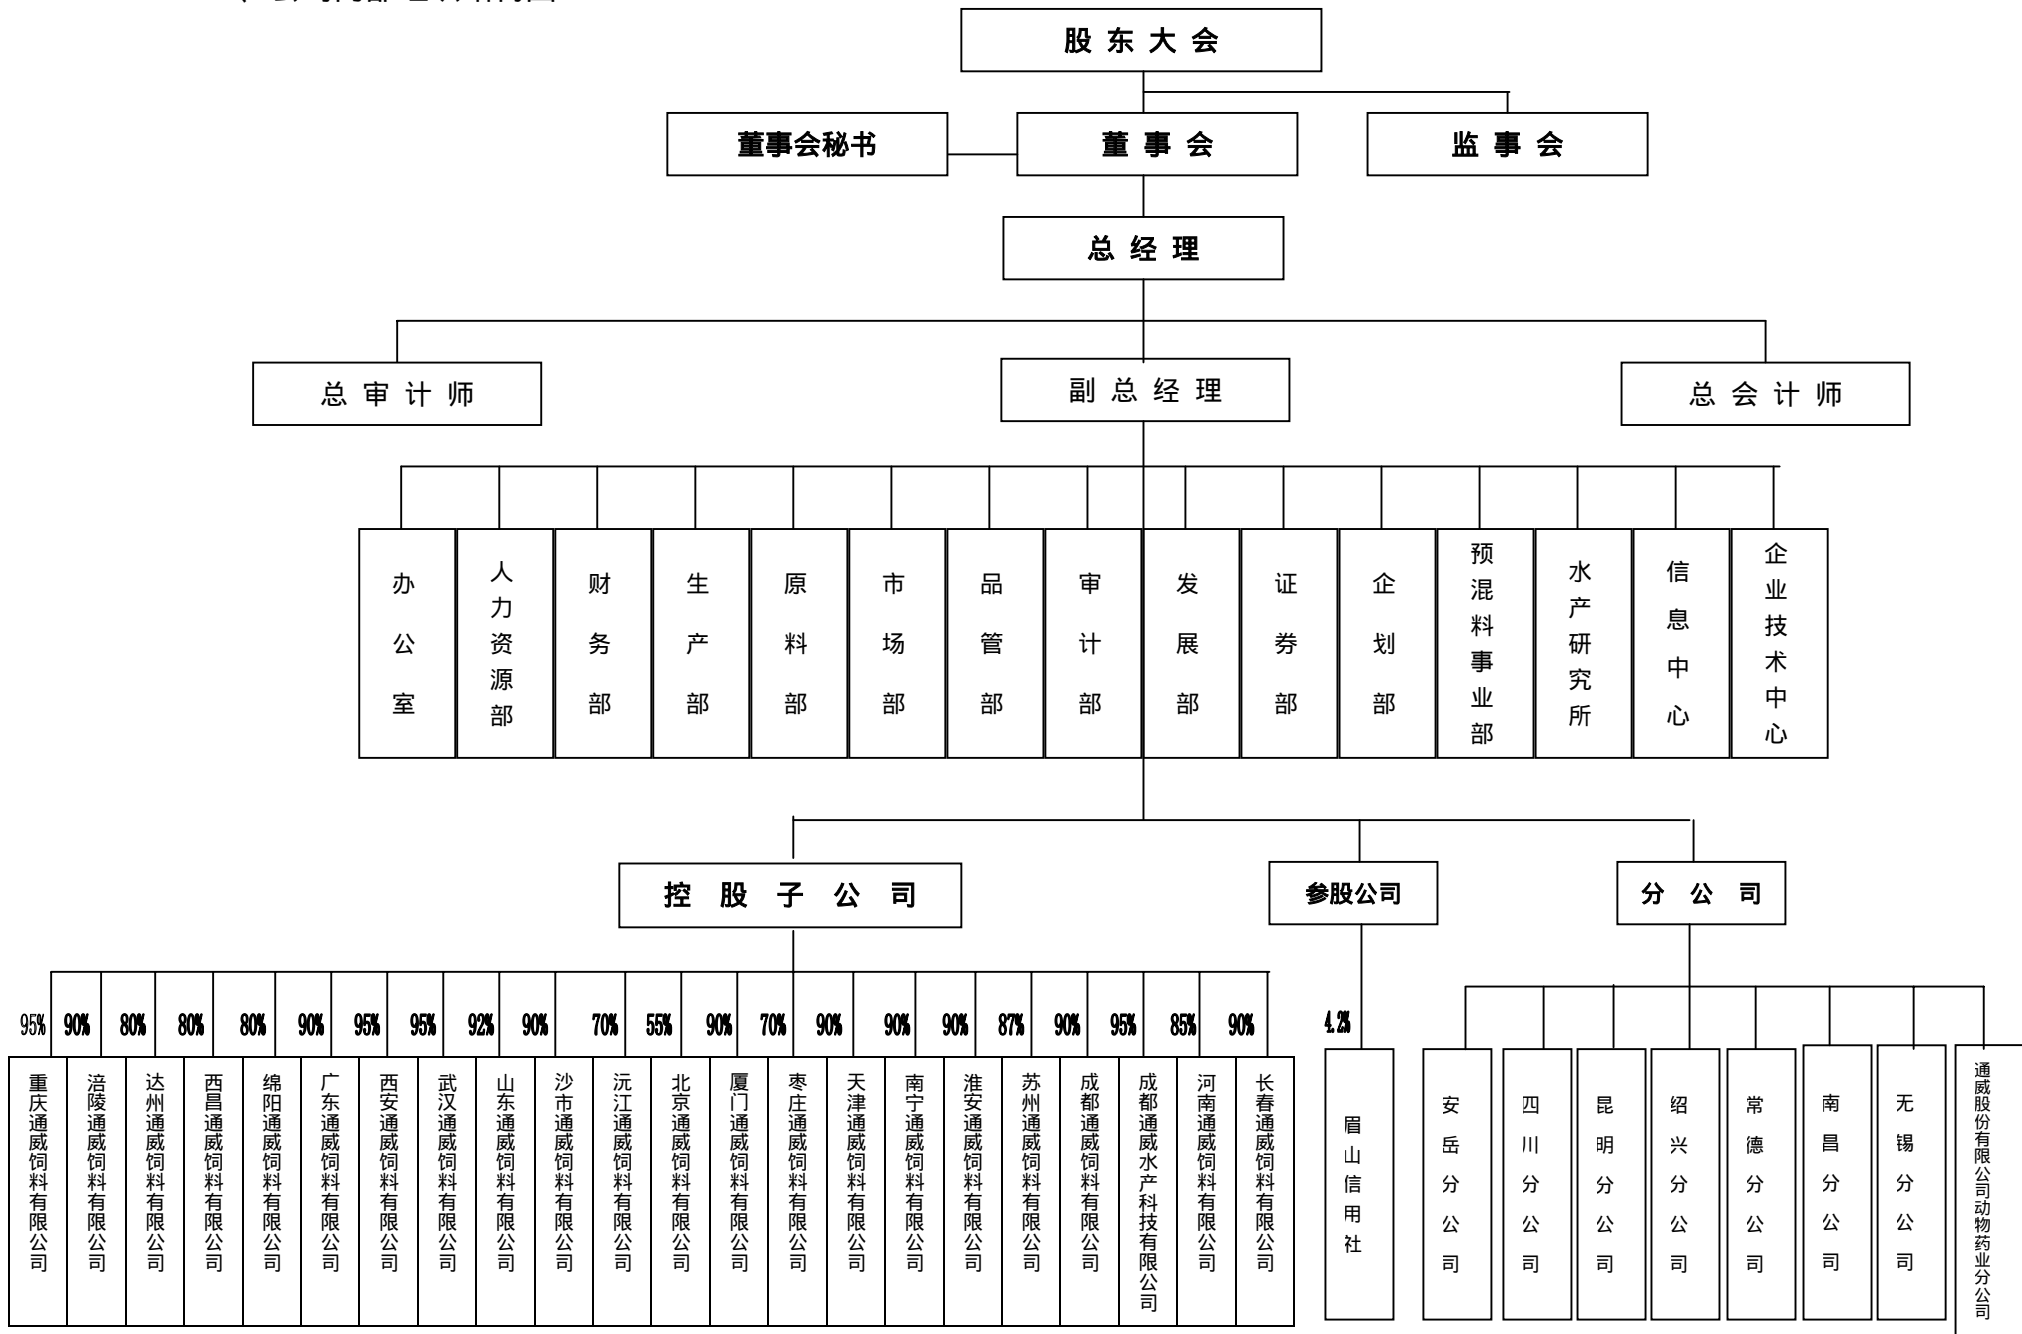 股东大会
董事会秘书
董事会
监事会
总经理
总审计师
副总经理
总会计师
办公室
人力资源部
财务部
生产部
原料部
市场部
品管部
审计部
发展部
证券部
企划部
预混料事业部
水产研究所
信息中心
企业技术中心
控股子公司
参股公司
分公司
95%
90%
80%
80%
80%
90%
95%
95%
92%
90%
70%
55%
90%
70%
90%
90%
90%
87%
90%
95%
85%
90%
4.2%
重庆通威饲料有限公司
涪陵通威饲料有限公司
达州通威饲料有限公司
西昌通威饲料有限公司
绵阳通威饲料有限公司
广东通威饲料有限公司
西安通威饲料有限公司
武汉通威饲料有限公司
山东通威饲料有限公司
沙市通威饲料有限公司
沅江通威饲料有限公司
北京通威饲料有限公司
厦门通威饲料有限公司
枣庄通威饲料有限公司
天津通威饲料有限公司
南宁通威饲料有限公司
淮安通威饲料有限公司
苏州通威饲料有限公司
成都通威饲料有限公司
成都通威水产科技有限公司
河南通威饲料有限公司
长春通威饲料有限公司
眉山信用社
安岳分公司
四川分公司
昆明分公司
绍兴分公司
常德分公司
南昌分公司
无锡分公司
通威股份有限公司动物药业分公司